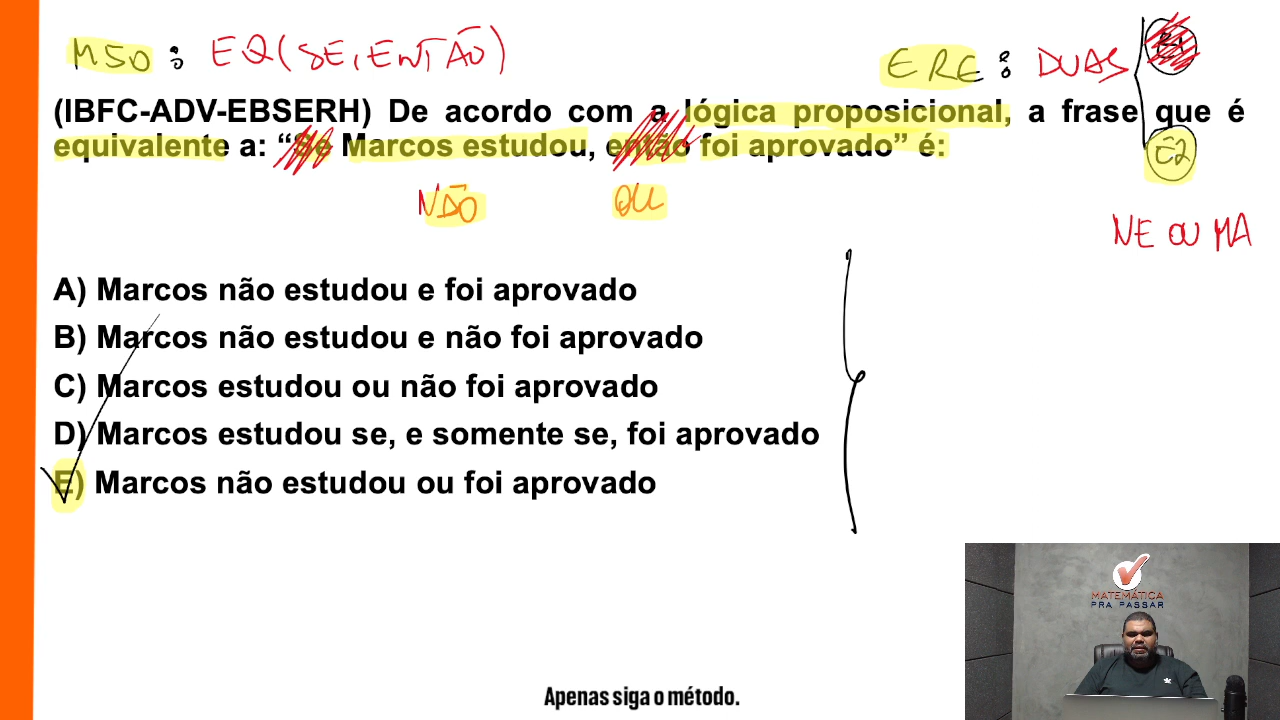 MSO : EQ (SE, ENTÃO)
ERE : DUAS
(IBFC-ADV-EBSERH) De acordo com a lógica proposicional, a frase que é
equivalente a: “Se Marcos estudou, então foi aprovado” é:
E2
NÃO OU
NE OU MA
A) Marcos não estudou e foi aprovado
B) Marcos não estudou e não foi aprovado
C) Marcos estudou ou não foi aprovado
D) Marcos estudou se, e somente se, foi aprovado
E) Marcos não estudou ou foi aprovado
MATEMÁTICA
PRA PASSAR
Apenas siga o método.